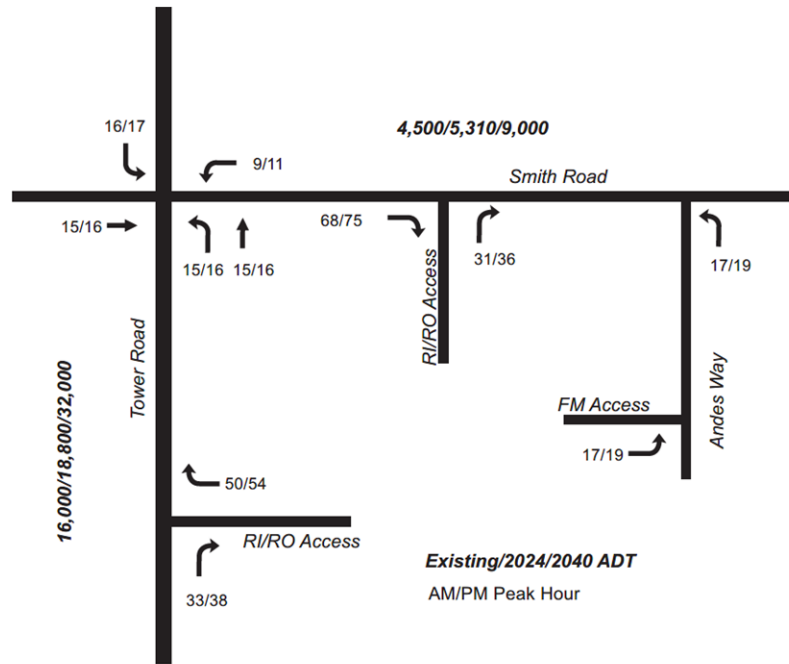 16/17
4,500/5,310/9,000
9/11
Smith Road
15/16
68/75
15/16
15/16
31/36
17/19
RI/RO Access
Tower Road
16,000/18,800/32,000
Andes Way
FM Access
17/19
50/54
RI/RO Access
33/38
Existing/2024/2040 ADT
AM/PM Peak Hour